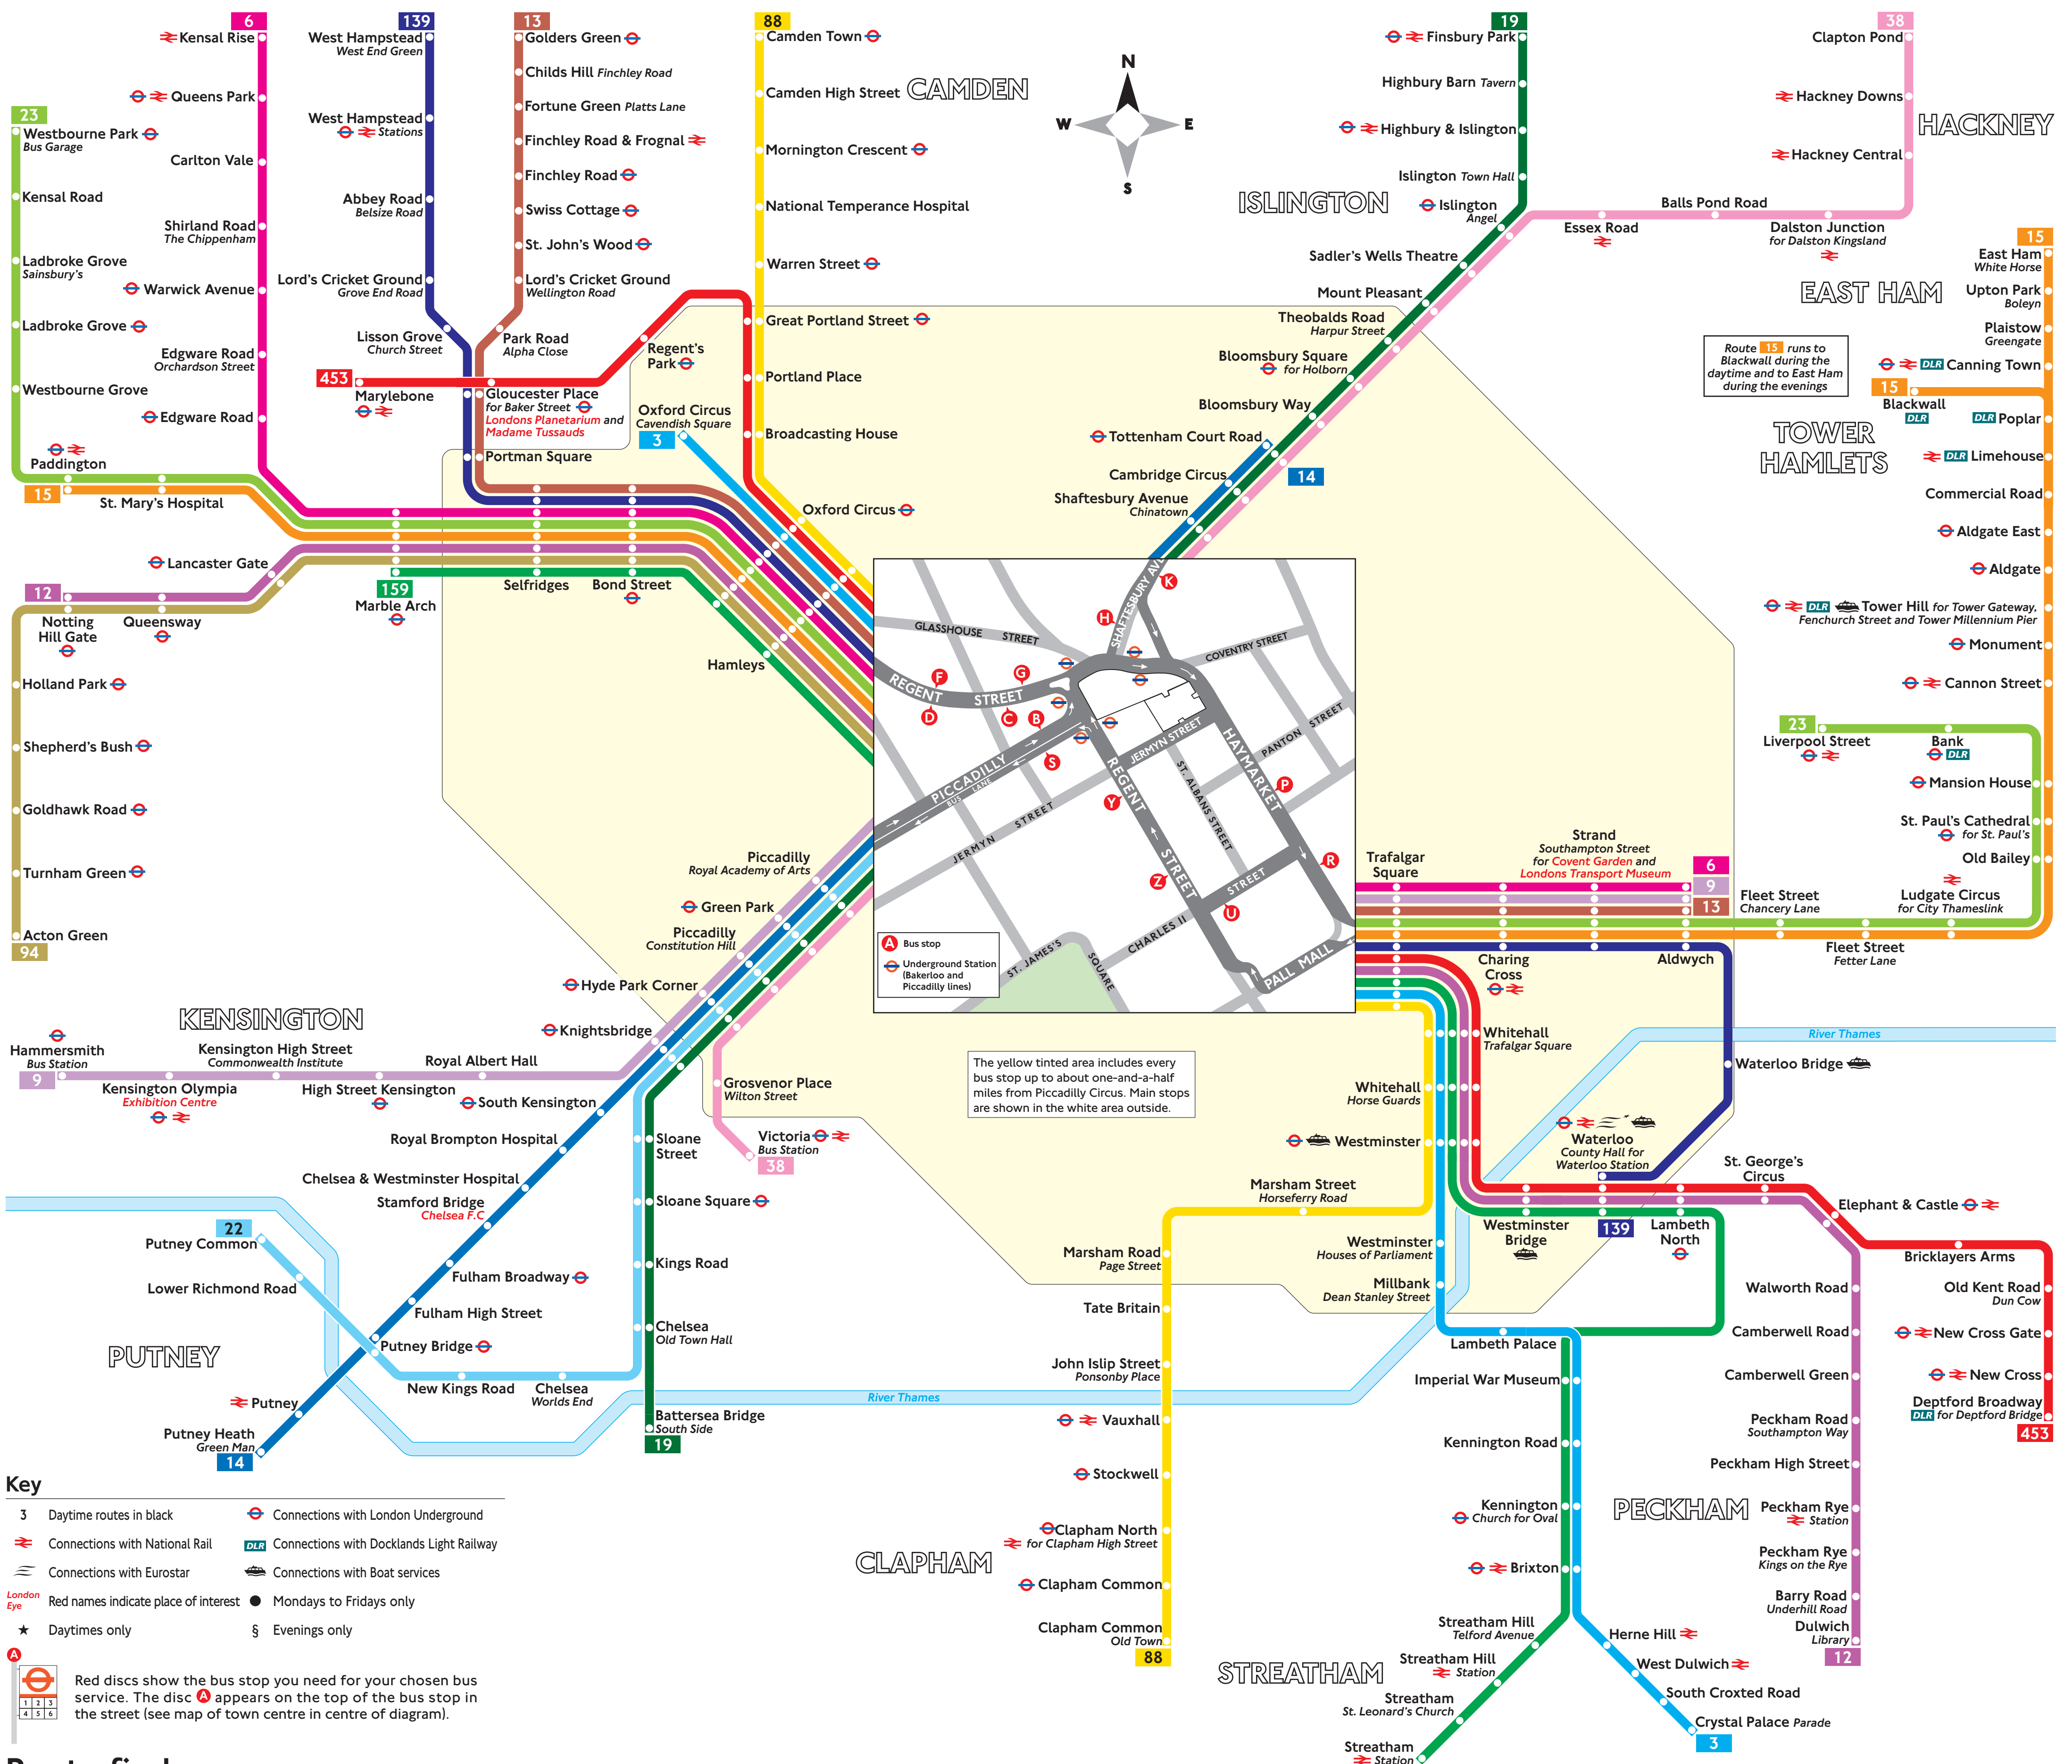 6
Kensal Rise
Queens Park
Carlton Vale
Shirland Road
The Chippenham
Warwick Avenue
Edgware Road
Orchardson Street
Edgware Road
139
West Hampstead
West End Green
West Hampstead
Stations
Abbey Road
Belsize Road
Lord's Cricket Ground
Grove End Road
Lisson Grove
Church Street
13
Golders Green
Childs Hill Finchley Road
Fortune Green Platts Lane
Finchley Road & Frognal
Finchley Road
Swiss Cottage
St. John's Wood
Lord's Cricket Ground
Wellington Road
Park Road
Alpha Close
88
Camden Town
Camden High Street
CAMDEN
Mornington Crescent
National Temperance Hospital
Warren Street
Great Portland Street
Portland Place
Broadcasting House
Oxford Circus
N
W
E
S
19
Finsbury Park
Highbury Barn Tavern
Highbury & Islington
Islington Town Hall
ISLINGTON
Islington
Angel
Sadler's Wells Theatre
Mount Pleasant
Theobalds Road
Harpur Street
Bloomsbury Square
for Holborn
Bloomsbury Way
Tottenham Court Road
Cambridge Circus
14
Shaftesbury Avenue
Chinatown
38
Clapton Pond
Hackney Downs
HACKNEY
Hackney Central
Balls Pond Road
Essex Road
Dalston Junction
for Dalston Kingsland
15
East Ham
White Horse
EAST HAM
Upton Park
Boleyn
Plaistow
Greengate
Route 15 runs to
Blackwall during the
daytime and to East Ham
during the evenings
DLR Canning Town
15
Blackwall
DLR
DLR Poplar
TOWER
HAMLETS
DLR Limehouse
Commercial Road
Aldgate East
Aldgate
DLR Tower Hill for Tower Gateway,
Fenchurch Street and Tower Millennium Pier
Monument
Cannon Street
23
Liverpool Street
Bank
DLR
Mansion House
St. Paul's Cathedral
for St. Paul's
Old Bailey
Ludgate Circus
for City Thameslink
Fleet Street
Chancery Lane
Fleet Street
Fetter Lane
23
Westbourne Park
Bus Garage
Kensal Road
Ladbroke Grove
Sainsbury's
Ladbroke Grove
Westbourne Grove
Paddington
15
St. Mary's Hospital
453
Marylebone
Gloucester Place
for Baker Street
Londons Planetarium and
Madame Tussauds
Portman Square
Regent's
Park
Oxford Circus
Cavendish Square
3
Lancaster Gate
12
Notting
Hill Gate
Queensway
159
Marble Arch
Selfridges
Bond Street
Hamleys
Holland Park
Shepherd's Bush
Goldhawk Road
Turnham Green
Acton Green
94
GLASSHOUSE STREET
SHAFTESBURY AVE
COVENTRY STREET
REGENT STREET
PICCADILLY
BUS LANE
JERMYN STREET
JERMYN STREET
REGENT STREET
ST. ALBANS STREET
HAYMARKET
PANTON STREET
CHARLES II STREET
ST. JAMES'S SQUARE
PALL MALL
K
H
F
G
D
C
B
S
Y
P
R
Z
U
A Bus stop
Underground Station
(Bakerloo and
Piccadilly lines)
Trafalgar
Square
Strand
Southampton Street
for Covent Garden and
Londons Transport Museum
6
9
13
Charing
Cross
Aldwych
Piccadilly
Royal Academy of Arts
Green Park
Piccadilly
Constitution Hill
Hyde Park Corner
Knightsbridge
KENSINGTON
Hammersmith
Bus Station
9
Kensington Olympia
Exhibition Centre
Kensington High Street
Commonwealth Institute
High Street Kensington
Royal Albert Hall
South Kensington
Royal Brompton Hospital
Chelsea & Westminster Hospital
Stamford Bridge
Chelsea F.C
Fulham Broadway
Fulham High Street
Putney Bridge
22
Putney Common
Lower Richmond Road
PUTNEY
Putney
Putney Heath
Green Man
14
New Kings Road
Chelsea
Worlds End
Grosvenor Place
Wilton Street
Victoria
Bus Station
38
Sloane
Street
Sloane Square
Kings Road
Chelsea
Old Town Hall
Battersea Bridge
South Side
19
River Thames
The yellow tinted area includes every
bus stop up to about one-and-a-half
miles from Piccadilly Circus. Main stops
are shown in the white area outside.
Whitehall
Trafalgar Square
Whitehall
Horse Guards
Westminster
River Thames
Waterloo Bridge
Waterloo
County Hall for
Waterloo Station
139
St. George's
Circus
Westminster
Bridge
Lambeth
North
Elephant & Castle
Bricklayers Arms
Old Kent Road
Dun Cow
New Cross Gate
New Cross
Deptford Broadway
DLR for Deptford Bridge
453
Marsham Street
Horseferry Road
Marsham Road
Page Street
Tate Britain
John Islip Street
Ponsonby Place
Vauxhall
Stockwell
Clapham North
for Clapham High Street
CLAPHAM
Clapham Common
Clapham Common
Old Town
88
Westminster
Houses of Parliament
Millbank
Dean Stanley Street
Lambeth Palace
Imperial War Museum
Kennington Road
Kennington
Church for Oval
Brixton
Streatham Hill
Telford Avenue
Streatham Hill
Station
STREATHAM
Streatham
St. Leonard's Church
Streatham
Station
Herne Hill
West Dulwich
South Croxted Road
Crystal Palace Parade
3
Walworth Road
Camberwell Road
Camberwell Green
Peckham Road
Southampton Way
Peckham High Street
PECKHAM
Peckham Rye
Station
Peckham Rye
Kings on the Rye
Barry Road
Underhill Road
Dulwich
Library
12
Key
3 Daytime routes in black
Connections with London Underground
Connections with National Rail
DLR Connections with Docklands Light Railway
Connections with Eurostar
Connections with Boat services
London
Eye
Red names indicate place of interest
Mondays to Fridays only
Daytimes only
§ Evenings only
A
1 2 3
4 5 6
Red discs show the bus stop you need for your chosen bus
service. The disc A appears on the top of the bus stop in
the street (see map of town centre in centre of diagram).